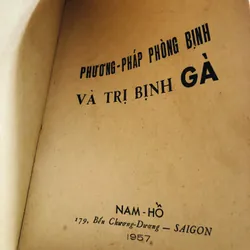 PHƯƠNG-PHÁP PHÒNG BỊNH
VÀ TRỊ BỊNH GÀ
NAM-HỒ
179, Bến Chương-Dương — SAIGON
1957